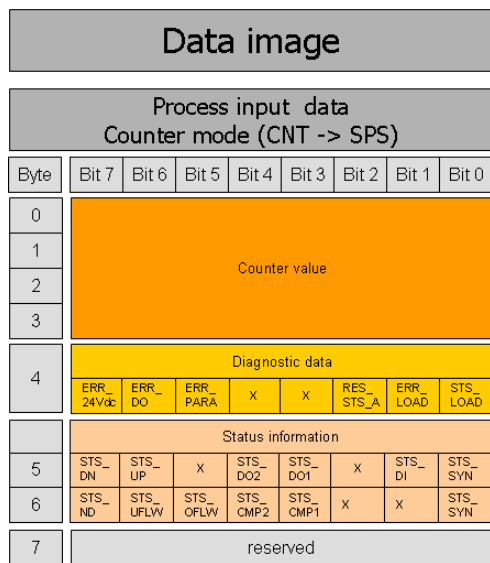 Data image
Process input data
Counter mode (CNT -> SPS)
Byte Bit 7 Bit 6 Bit 5 Bit 4 Bit 3 Bit 2 Bit 1 Bit 0
0
1
Counter value
2
3
Diagnostic data
4
ERR_ ERR_ ERR_ X X RES_ ERR_ STS_
24Vdc DO PARA STS_A LOAD LOAD
Status information
5 STS_ STS_ X STS_ STS_ X STS_ STS_
DN UP DO2 DO1 DI SYN
6 STS_ STS_ STS_ STS_ STS_ X X STS_
ND UFLW OFLW CMP2 CMP1 SYN
7 reserved